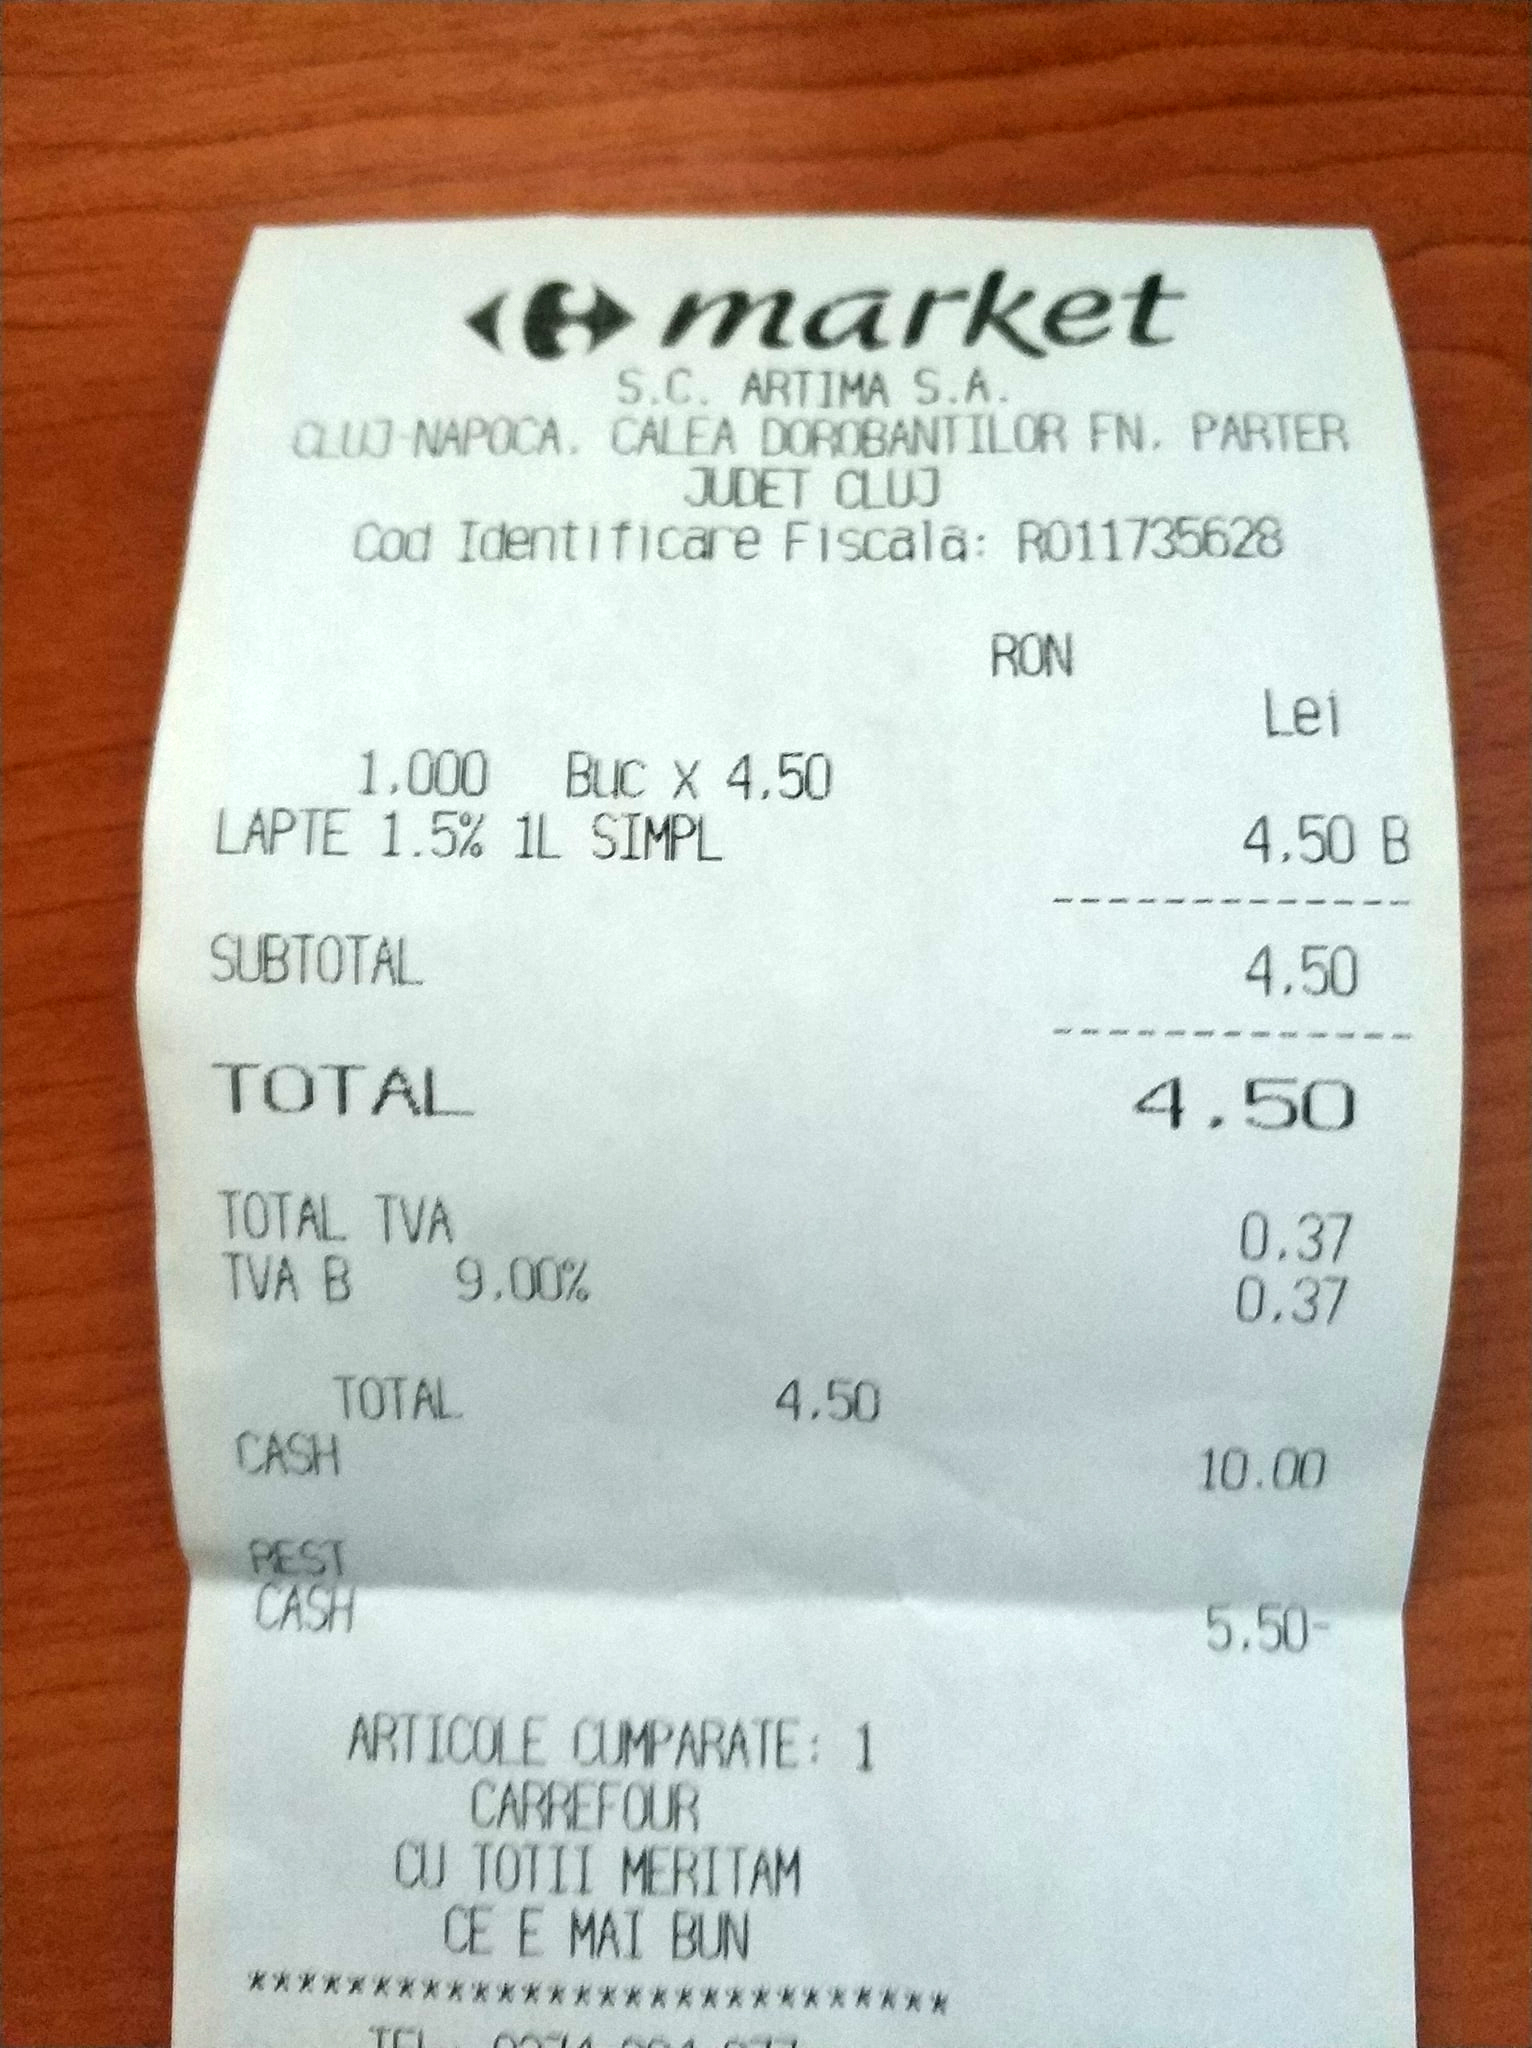 market
S.C. ARTIMA S.A.
CLUJ-NAPOCA. CALEA DOROBANTILOR FN. PARTER
JUDET CLUJ
Cod Identificare Fiscala: RO11735628
RON
Lei
1.000 Buc X 4.50
LAPTE 1.5% 1L SIMPL 4.50 B
------------
SUBTOTAL 4.50
------------
TOTAL 4.50
TOTAL TVA 0.37
TVA B 9.00% 0.37
TOTAL 4.50
CASH 10.00
REST
CASH 5.50-
ARTICOLE CUMPARATE: 1
CARREFOUR
CU TOTII MERITAM
CE E MAI BUN
****************************
TEL: